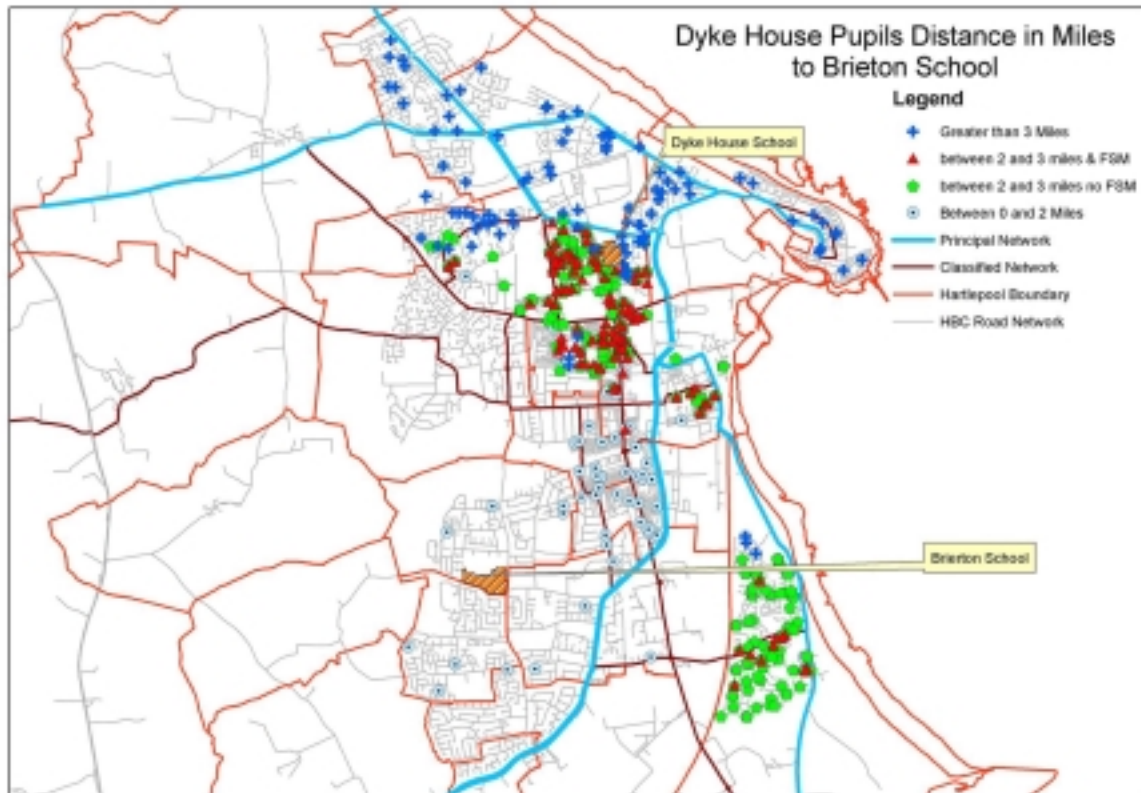 Dyke House Pupils Distance in Miles
to Brieton School
Legend
Greater than 3 Miles
Dyke House School
between 2 and 3 miles & FSM
between 2 and 3 miles no FSM
Between 0 and 2 Miles
Principal Network
Classified Network
Hartlepool Boundary
HBC Road Network
Brierton School